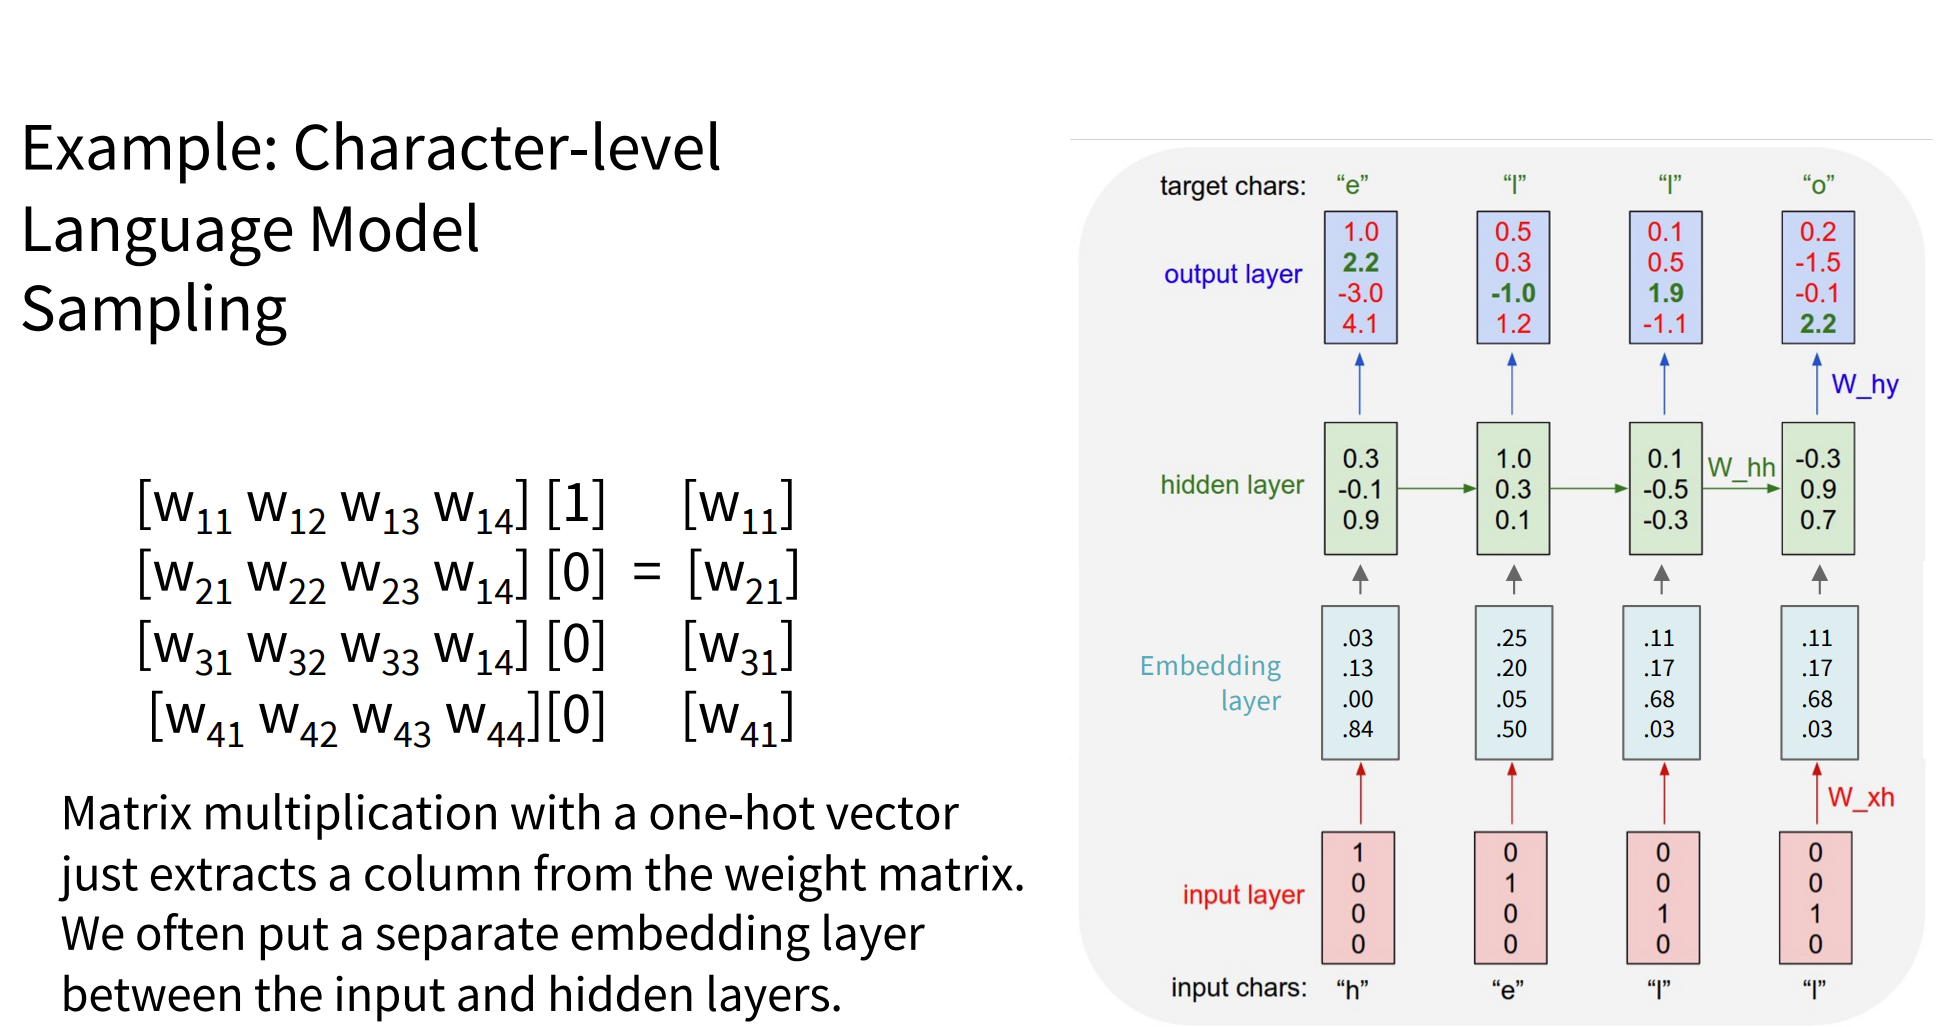 Example: Character-level
Language Model
Sampling
[w11 w12 w13 w14] [1] [w11]
[w21 w22 w23 w14] [0] = [w21]
[w31 w32 w33 w14] [0] [w31]
[w41 w42 w43 w44][0] [w41]
Matrix multiplication with a one-hot vector
just extracts a column from the weight matrix.
We often put a separate embedding layer
between the input and hidden layers.
target chars: “e” “l” “l” “o”
1.0 0.5 0.1 0.2
2.2 0.3 0.5 -1.5
output layer
-3.0 -1.0 1.9 -0.1
4.1 1.2 -1.1 2.2
W_hy
0.3 1.0 0.1 W_hh -0.3
hidden layer -0.1 0.3 -0.5 0.9
0.9 0.1 -0.3 0.7
.03 .25 .11 .11
Embedding .13 .20 .17 .17
layer .00 .05 .68 .68
.84 .50 .03 .03
W_xh
1 0 0 0
0 1 0 0
input layer
0 0 1 1
0 0 0 0
input chars: “h” “e” “l” “l”